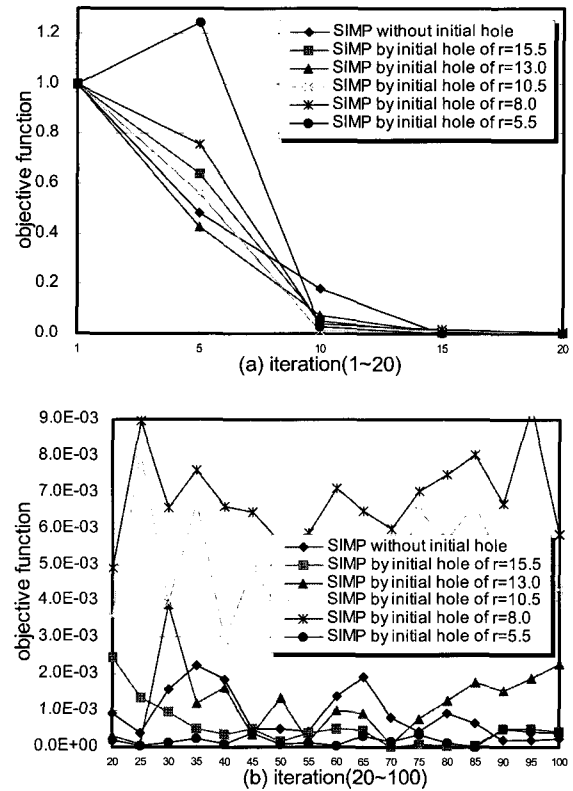 1.2
1.0
0.8
0.6
0.4
0.2
0.0
objective function
SIMP without initial hole
SIMP by initial hole of r=15.5
SIMP by initial hole of r=13.0
SIMP by initial hole of r=10.5
SIMP by initial hole of r=8.0
SIMP by initial hole of r=5.5
1 5 10 15 20
(a) iteration(1~20)
9.0E-03
8.0E-03
7.0E-03
6.0E-03
5.0E-03
4.0E-03
3.0E-03
2.0E-03
1.0E-03
0.0E+00
objective function
SIMP without initial hole
SIMP by initial hole of r=15.5
SIMP by initial hole of r=13.0
SIMP by initial hole of r=10.5
SIMP by initial hole of r=8.0
SIMP by initial hole of r=5.5
20 25 30 35 40 45 50 55 60 65 70 75 80 85 90 95 100
(b) iteration(20~100)